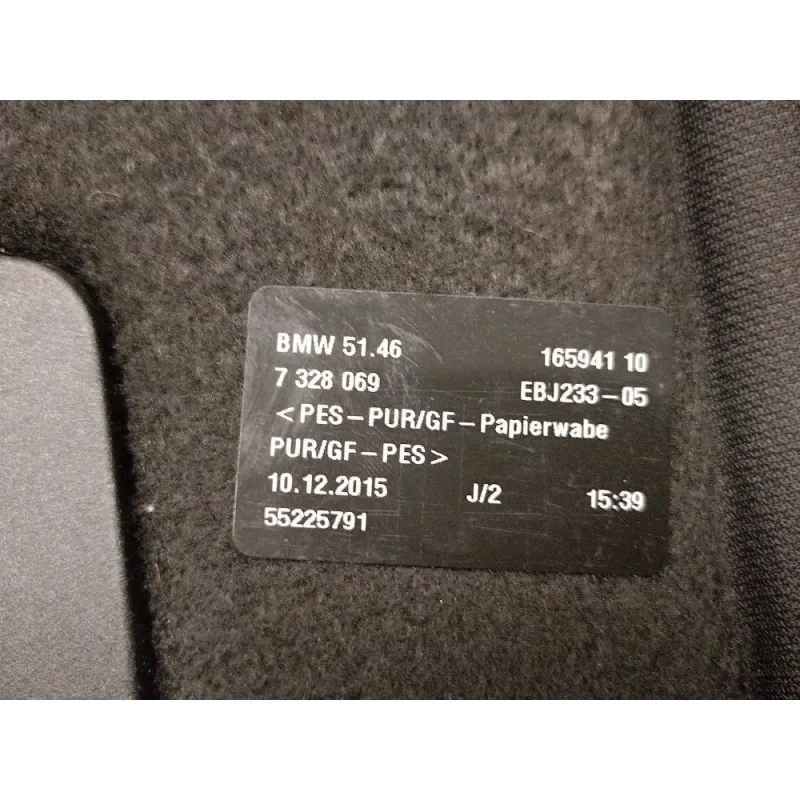 BMW 51.46 165941 10
7 328 069 EBJ233-05
<PES-PUR/GF-Papierwabe
PUR/GF-PES>
10.12.2015 J/2 15:39
55225791